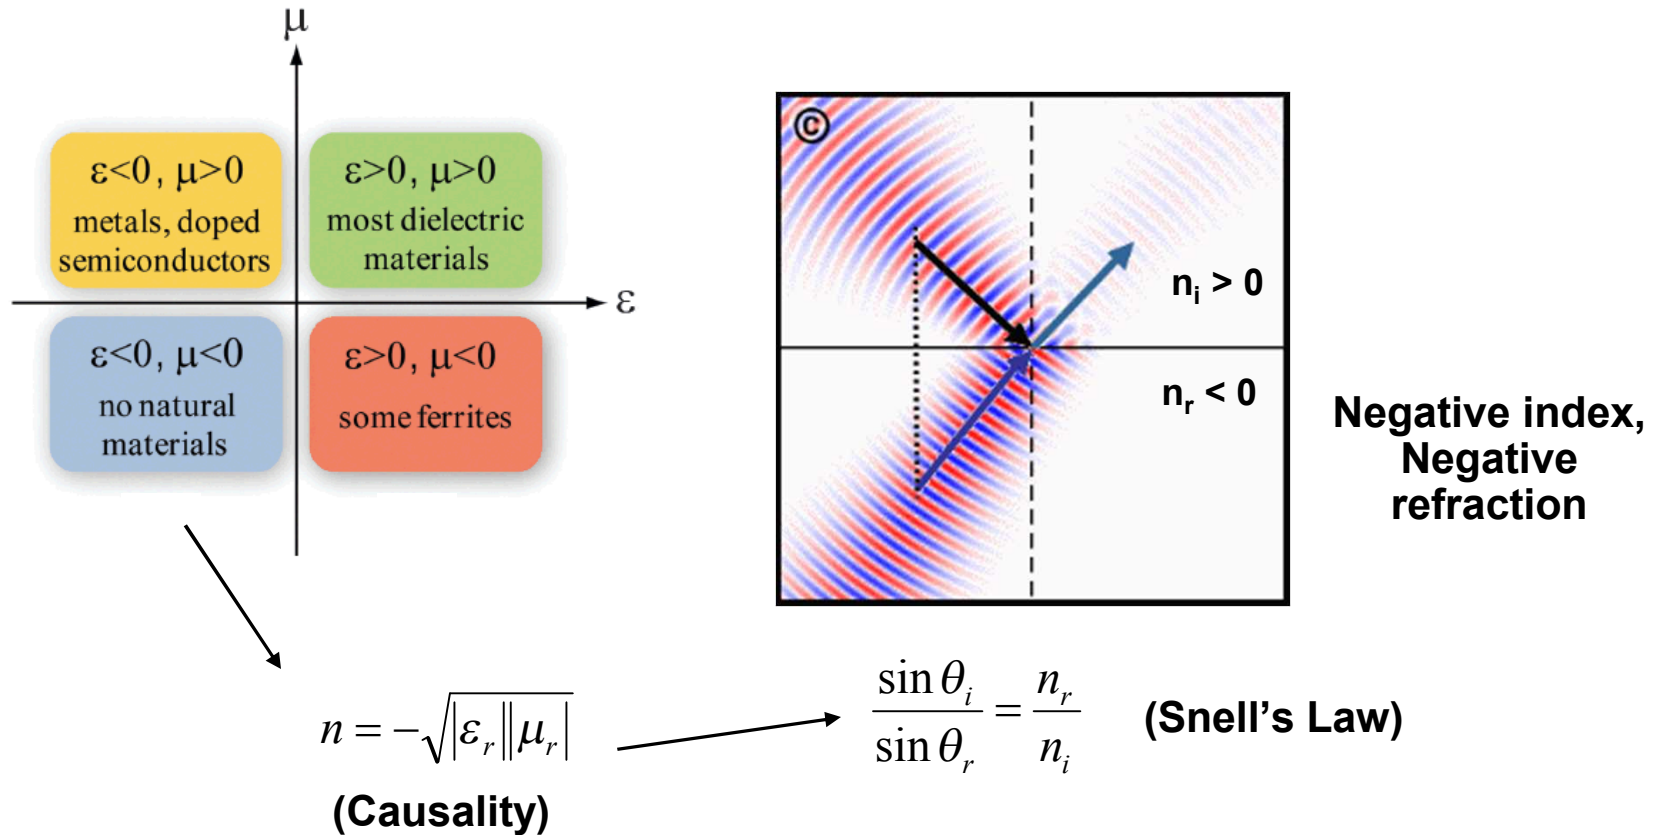 μ
ε<0, μ>0
metals, doped
semiconductors
ε>0, μ>0
most dielectric
materials
ε
ε<0, μ<0
no natural
materials
ε>0, μ<0
some ferrites
©
nᵢ > 0
nᵣ < 0
Negative index,
Negative
refraction
n = −√|εᵣ||μᵣ|
(Causality)
sin θᵢ / sin θᵣ = nᵣ / nᵢ (Snell's Law)